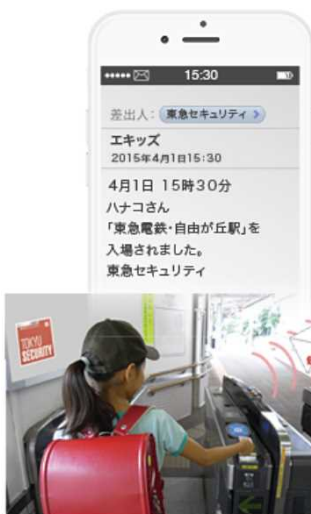 15:30
差出人: 東急セキュリティ
エキッズ
2015年4月1日15:30
4月1日 15時30分
ハナコさん
「東急電鉄・自由が丘駅」を
入場されました。
東急セキュリティ
TOKYU
SECURITY